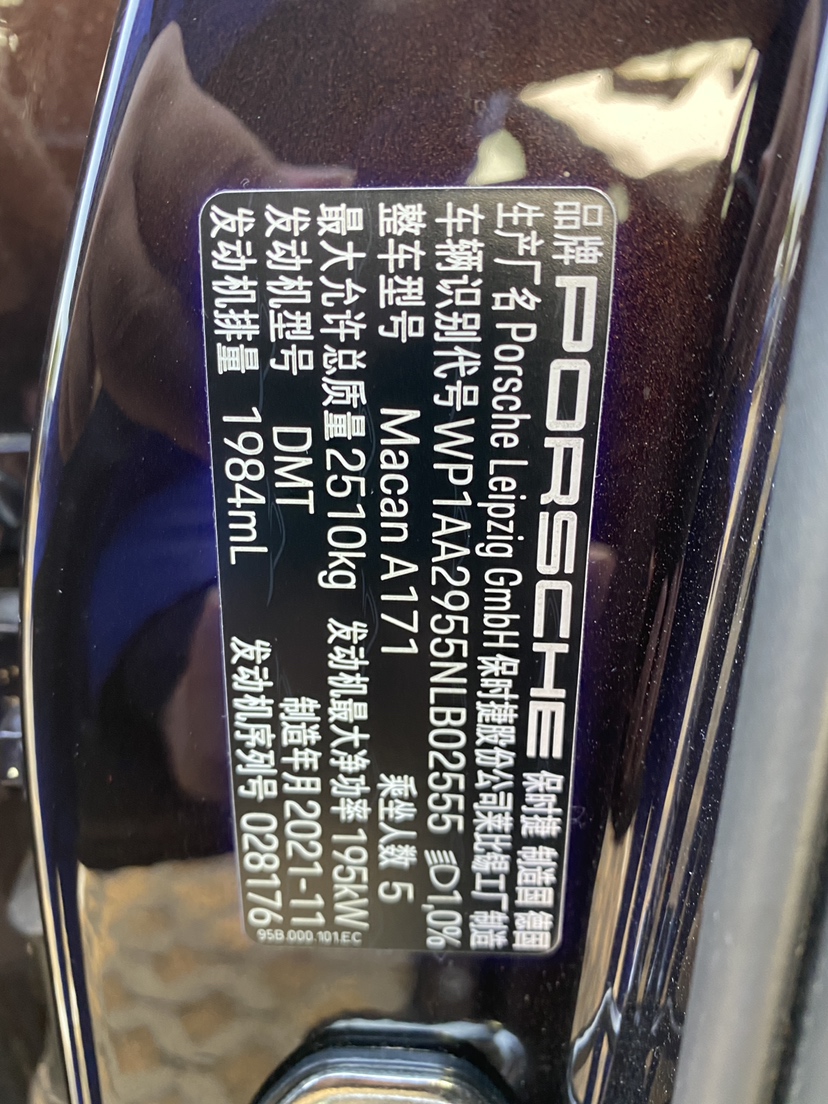 品牌 PORSCHE 保时捷 制造国 德国
生产厂名 Porsche Leipzig GmbH 保时捷股份公司莱比锡工厂制造
车辆识别代号 WP1AA2955NLB02555 1,0%
整车型号 Macan A171 乘坐人数 5
最大允许总质量 2510kg 发动机最大净功率 195kW
发动机型号 DMT 制造年月 2021-11
发动机排量 1984mL 发动机序列号 028176
95B.000.101.EC